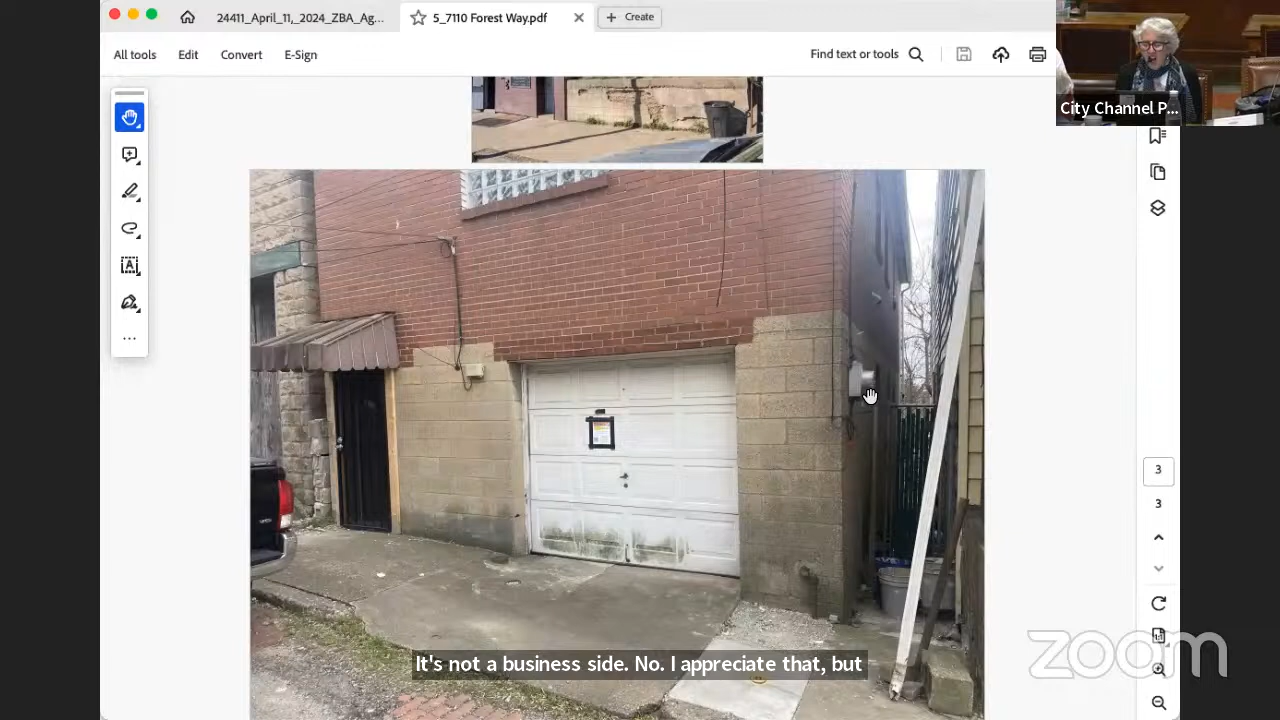 24411_April_11,_2024_ZBA_Ag...
5_7110 Forest Way.pdf
Create
All tools
Edit
Convert
E-Sign
Find text or tools
City Channel P...
3
3
It's not a business side. No. I appreciate that, but
zoom